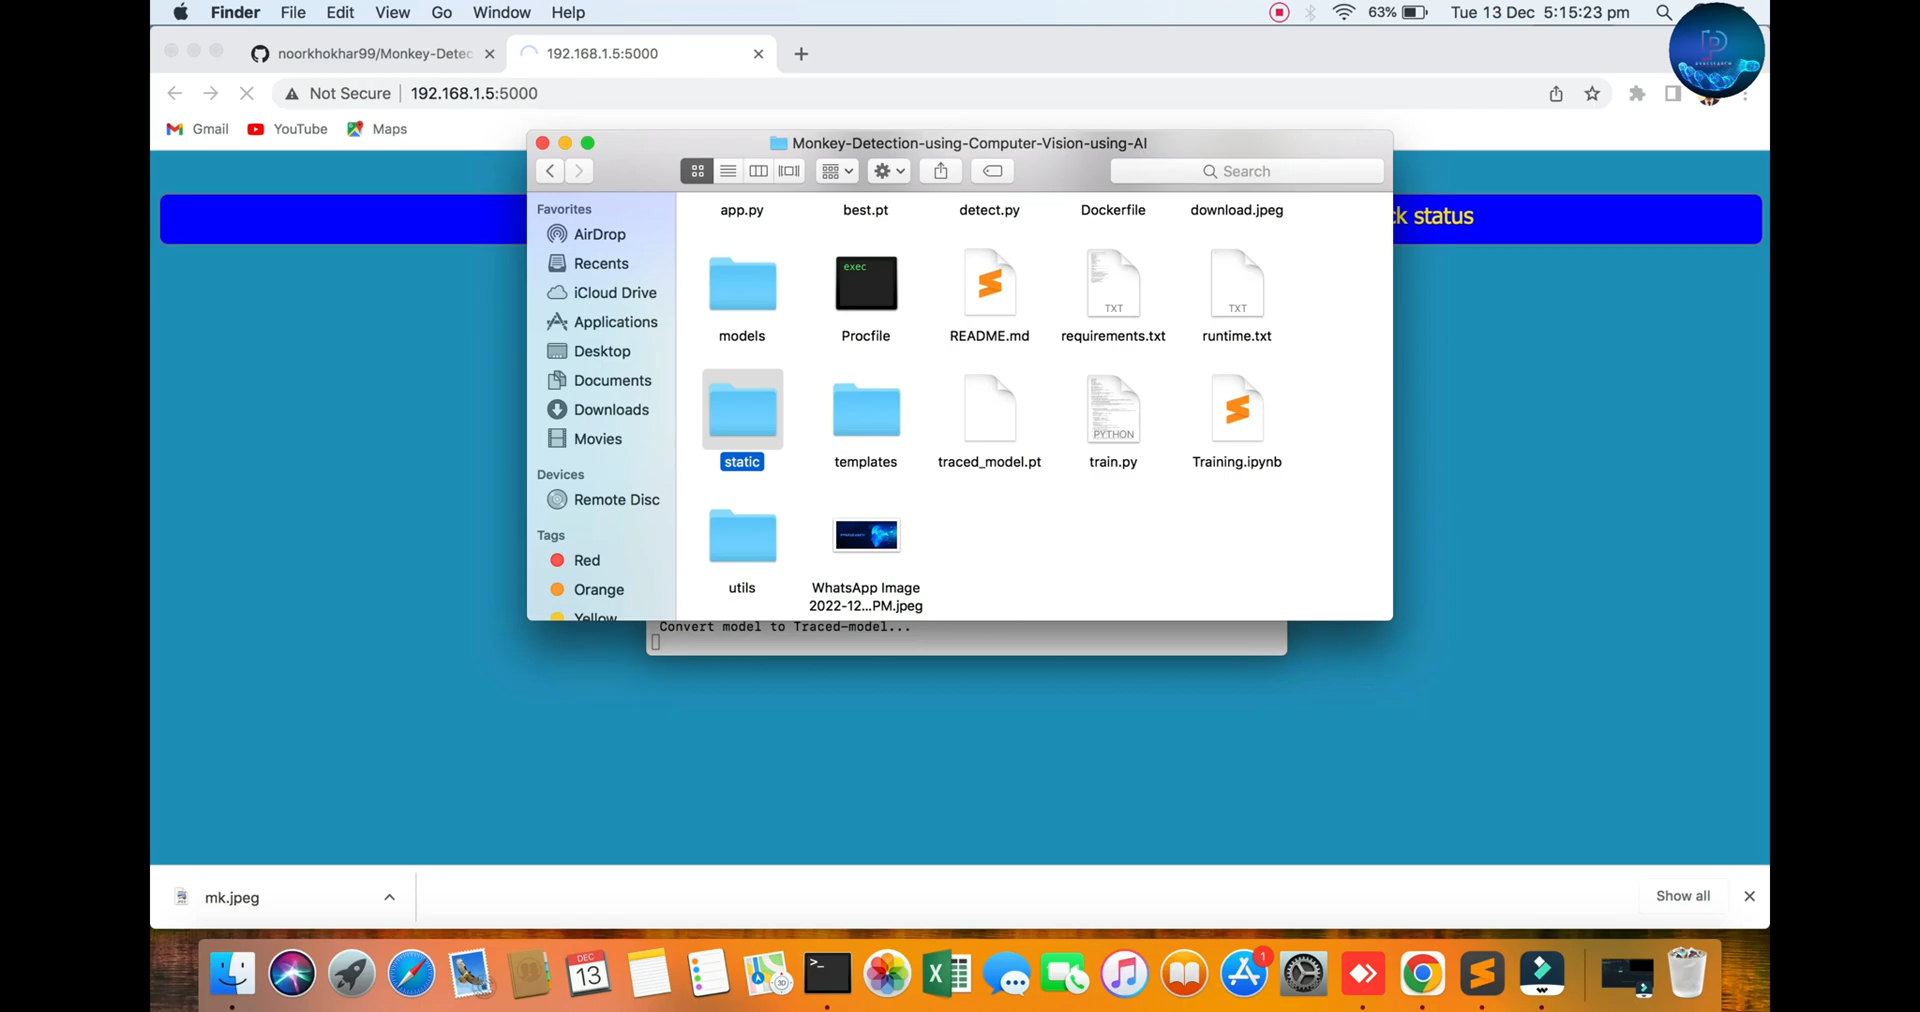 Finder File Edit View Go Window Help 63% Tue 13 Dec 5:15:23 pm
noorkhokhar99/Monkey-Detec 192.168.1.5:5000
Not Secure 192.168.1.5:5000
Gmail YouTube Maps
Monkey-Detection-using-Computer-Vision-using-AI
Search
ck status
Favorites
AirDrop
Recents
iCloud Drive
Applications
Desktop
Documents
Downloads
Movies
Devices
Remote Disc
Tags
Red
Orange
Yellow
app.py best.pt detect.py Dockerfile download.jpeg
exec
TXT TXT
models Procfile README.md requirements.txt runtime.txt
PYTHON
static templates traced_model.pt train.py Training.ipynb
utils WhatsApp Image
2022-12...PM.jpeg
Convert model to Traced-model...
mk.jpeg Show all
DEC
13
3D
1